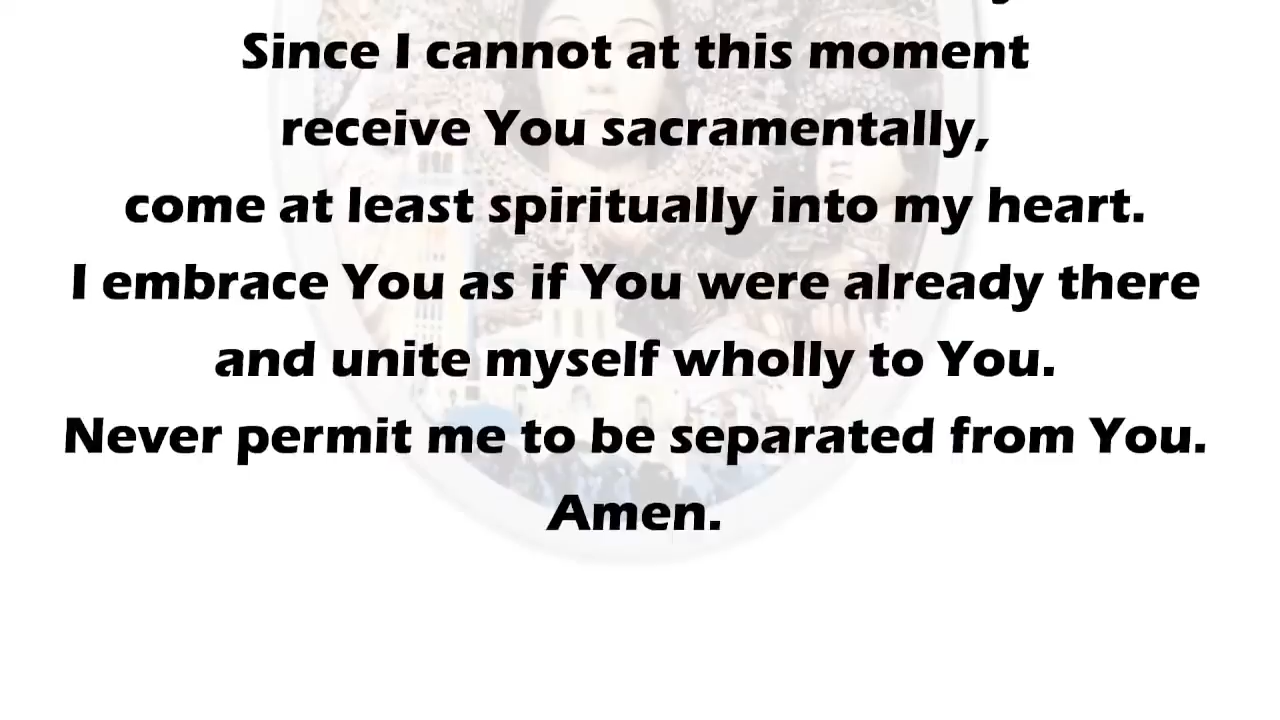 Since I cannot at this moment
receive You sacramentally,
come at least spiritually into my heart.
I embrace You as if You were already there
and unite myself wholly to You.
Never permit me to be separated from You.
Amen.